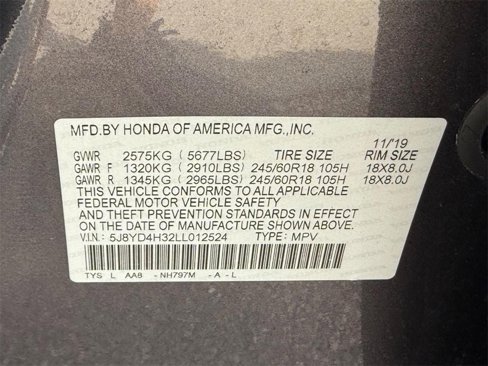 MFD.BY HONDA OF AMERICA MFG.,INC.
11/19
GVWR 2575KG (5677LBS) TIRE SIZE RIM SIZE
GAWR F 1320KG (2910LBS) 245/60R18 105H 18X8.0J
GAWR R 1345KG (2965LBS) 245/60R18 105H 18X8.0J
THIS VEHICLE CONFORMS TO ALL APPLICABLE
FEDERAL MOTOR VEHICLE SAFETY
AND THEFT PREVENTION STANDARDS IN EFFECT
ON THE DATE OF MANUFACTURE SHOWN ABOVE.
V.I.N: 5J8YD4H32LL012524 TYPE: MPV
TYS L AA8 - NH797M - A - L